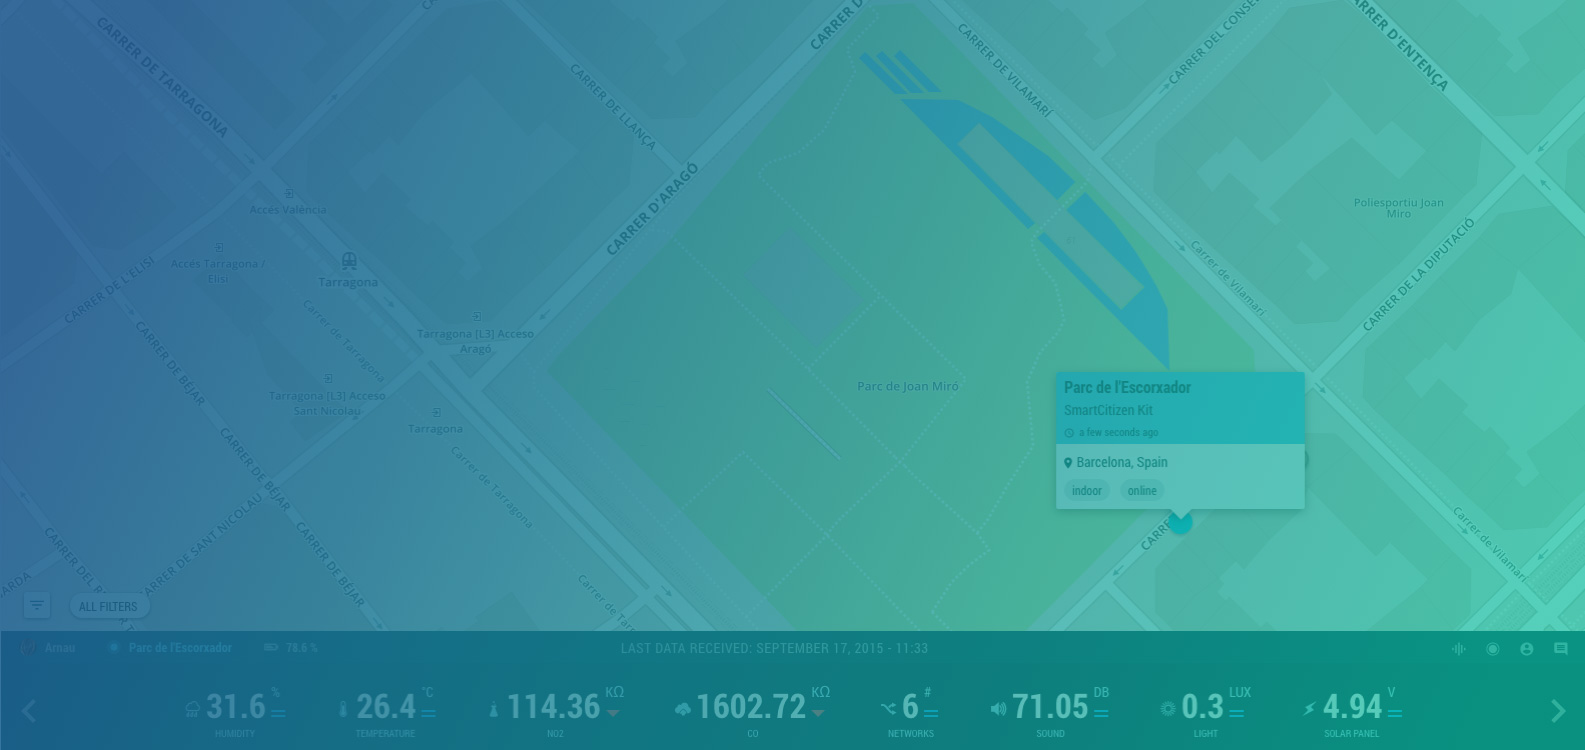 CARRER DE TARRAGONA
CARRER DE LLANÇA
CARRER D'ARAGÓ
CARRER DE VILAMARÍ
CARRER DEL CONSE
CARRER D'ENTENÇA
Accés València
Accés Tarragona /
Elisi
Tarragona
CARRER DE L'ELISI
Carrer de Tarragona
Poliesportiu Joan
Miro
Carrer de Vilamarí
CARRER DE LA DIPUTACIÓ
CARRER DE BÉJAR
Tarragona [L3] Acceso
Aragó
Tarragona [L3] Acceso
Sant Nicolau
Tarragona
Parc de Joan Miró
Parc de l'Escorxador
SmartCitizen Kit
a few seconds ago
Barcelona, Spain
indoor online
CARRE
CARRER DE BÉJAR
Carrer de Tarragona
CARRER DE SANT NICOLAU
CARRER DE BÉJAR
Carrer de Vilamarí
Carrer de Tarr
ALL FILTERS
Arnau Parc de l'Escorxador 78.6 % LAST DATA RECEIVED: SEPTEMBER 17, 2015 - 11:33
31.6 % 26.4 °C 114.36 KΩ 1602.72 KΩ 6 # 71.05 DB 0.3 LUX 4.94 V
HUMIDITY TEMPERATURE NO2 CO NETWORKS SOUND LIGHT SOLAR PANEL